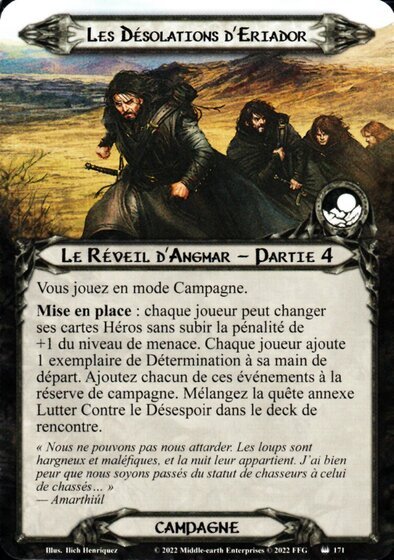 Les Désolations d'Eriador
Le Réveil d'Angmar – Partie 4
Vous jouez en mode Campagne.
Mise en place : chaque joueur peut changer
ses cartes Héros sans subir la pénalité de
+1 du niveau de menace. Chaque joueur ajoute
1 exemplaire de Détermination à sa main de
départ. Ajoutez chacun de ces événements à la
réserve de campagne. Mélangez la quête annexe
Lutter Contre le Désespoir dans le deck de
rencontre.
« Nous ne pouvons pas nous attarder. Les loups sont
hargneux et maléfiques, et la nuit leur appartient. J'ai bien
peur que nous soyons passés du statut de chasseurs à celui
de chassés… »
— Amarthiúl
CAMPAGNE
Illus. Ilich Henriquez © 2022 Middle-earth Enterprises © 2022 FFG 171